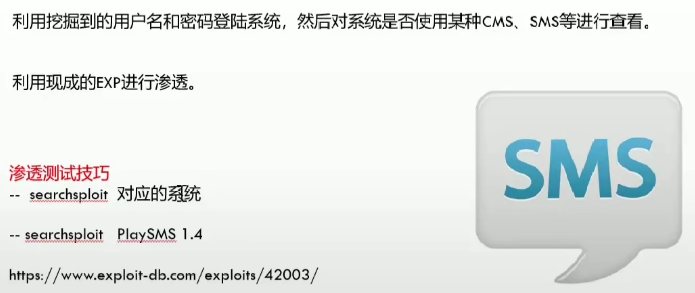 利用挖掘到的用户名和密码登陆系统，然后对系统是否使用某种CMS、SMS等进行查看。
利用现成的EXP进行渗透。
渗透测试技巧
-- searchsploit 对应的系统
-- searchsploit PlaySMS 1.4
https://www.exploit-db.com/exploits/42003/
SMS